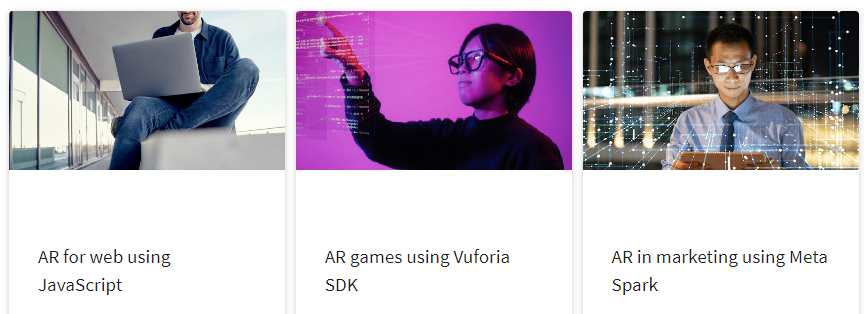 AR for web using
JavaScript
AR games using Vuforia
SDK
AR in marketing using Meta
Spark